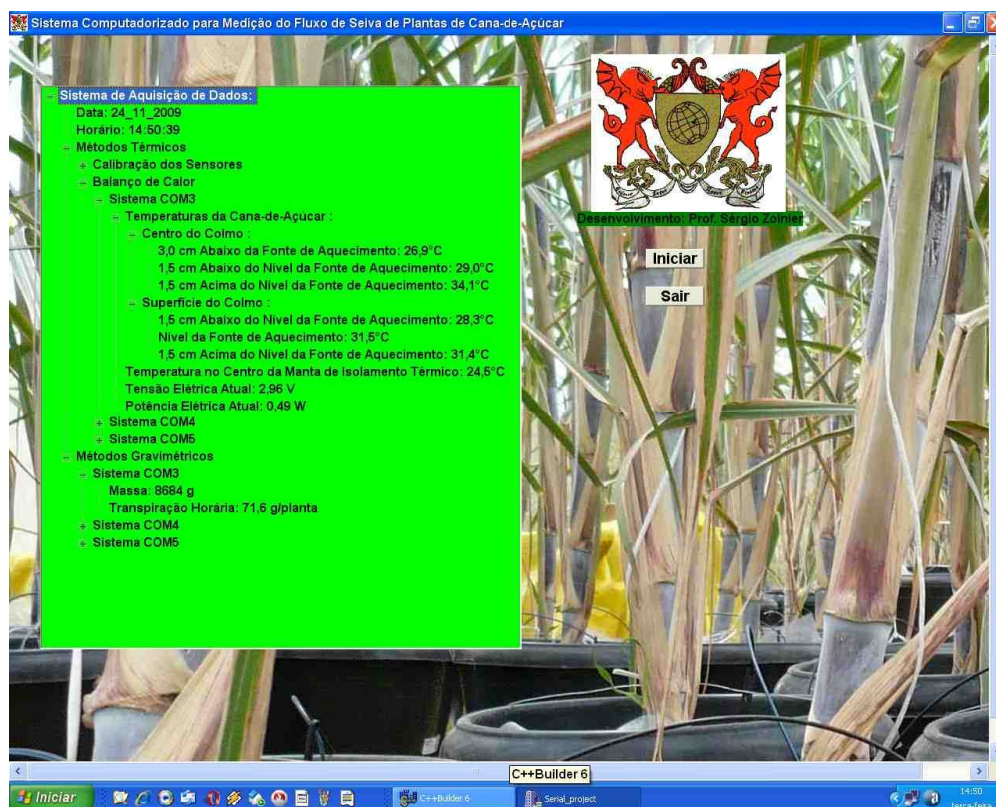 Sistema Computadorizado para Medição do Fluxo de Seiva de Plantas de Cana-de-Açúcar
Sistema de Aquisição de Dados:
Data: 24_11_2009
Horário: 14:50:39
Métodos Térmicos
Calibração dos Sensores
Balanço de Calor
Sistema COM3
Temperaturas da Cana-de-Açúcar :
Centro do Colmo :
3,0 cm Abaixo da Fonte de Aquecimento: 26,9°C
1,5 cm Abaixo do Nível da Fonte de Aquecimento: 29,0°C
1,5 cm Acima do Nível da Fonte de Aquecimento: 34,1°C
Superfície do Colmo :
1,5 cm Abaixo do Nível da Fonte de Aquecimento: 28,3°C
Nível da Fonte de Aquecimento: 31,5°C
1,5 cm Acima do Nível da Fonte de Aquecimento: 31,4°C
Temperatura no Centro da Manta de Isolamento Térmico: 24,5°C
Tensão Elétrica Atual: 2,96 V
Potência Elétrica Atual: 0,49 W
Sistema COM4
Sistema COM5
Métodos Gravimétricos
Sistema COM3
Massa: 8684 g
Transpiração Horária: 71,6 g/planta
Sistema COM4
Sistema COM5
Desenvolvimento: Prof. Sérgio Zolnier
Iniciar
Sair
C++Builder 6
Iniciar
C++Builder 6
Serial_project
14:50
terça-feira